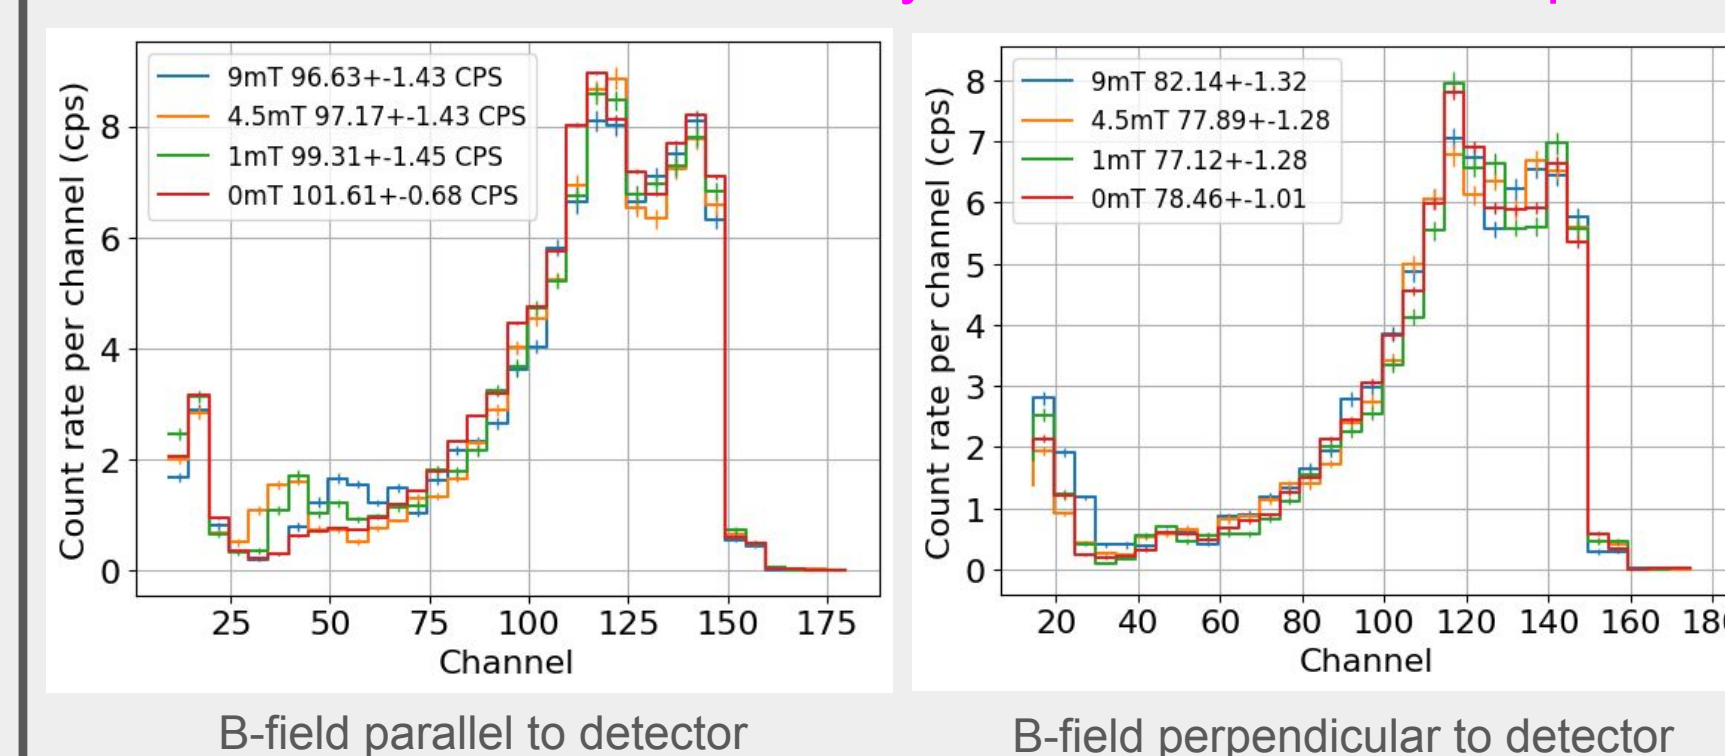 9mT 96.63+-1.43 CPS
4.5mT 97.17+-1.43 CPS
1mT 99.31+-1.45 CPS
0mT 101.61+-0.68 CPS
Count rate per channel (cps)
8
6
4
2
0
25 50 75 100 125 150 175
Channel
B-field parallel to detector
9mT 82.14+-1.32
4.5mT 77.89+-1.28
1mT 77.12+-1.28
0mT 78.46+-1.01
Count rate per channel (cps)
8
7
6
5
4
3
2
1
0
20 40 60 80 100 120 140 160
Channel
B-field perpendicular to detector